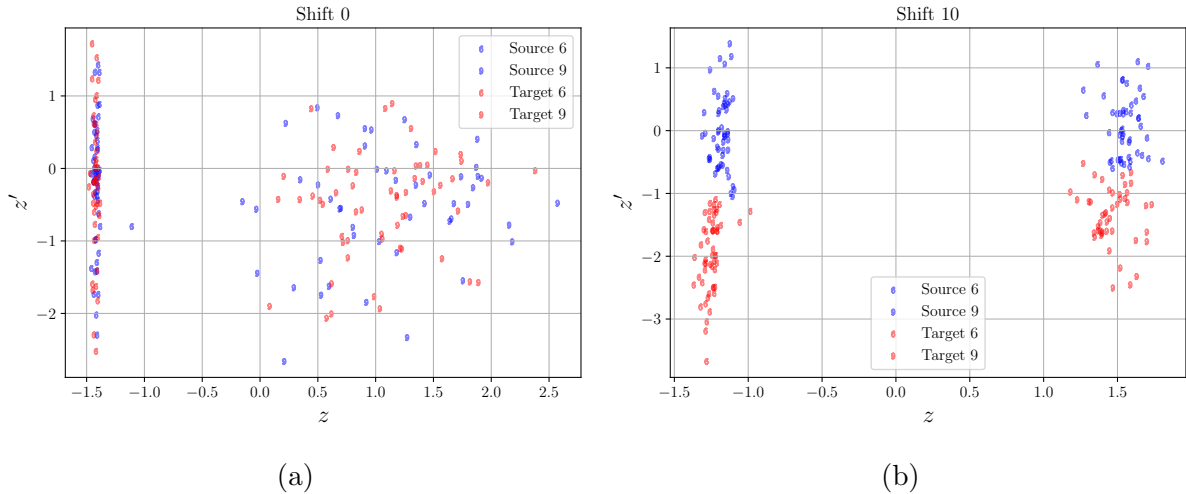 Shift 0
Source 6
Source 9
Target 6
Target 9
1
0
−1
−2
z′
−1.5 −1.0 −0.5 0.0 0.5 1.0 1.5 2.0 2.5
z
(a)
Shift 10
1
0
−1
−2
−3
z′
Source 6
Source 9
Target 6
Target 9
−1.5 −1.0 −0.5 0.0 0.5 1.0 1.5
z
(b)